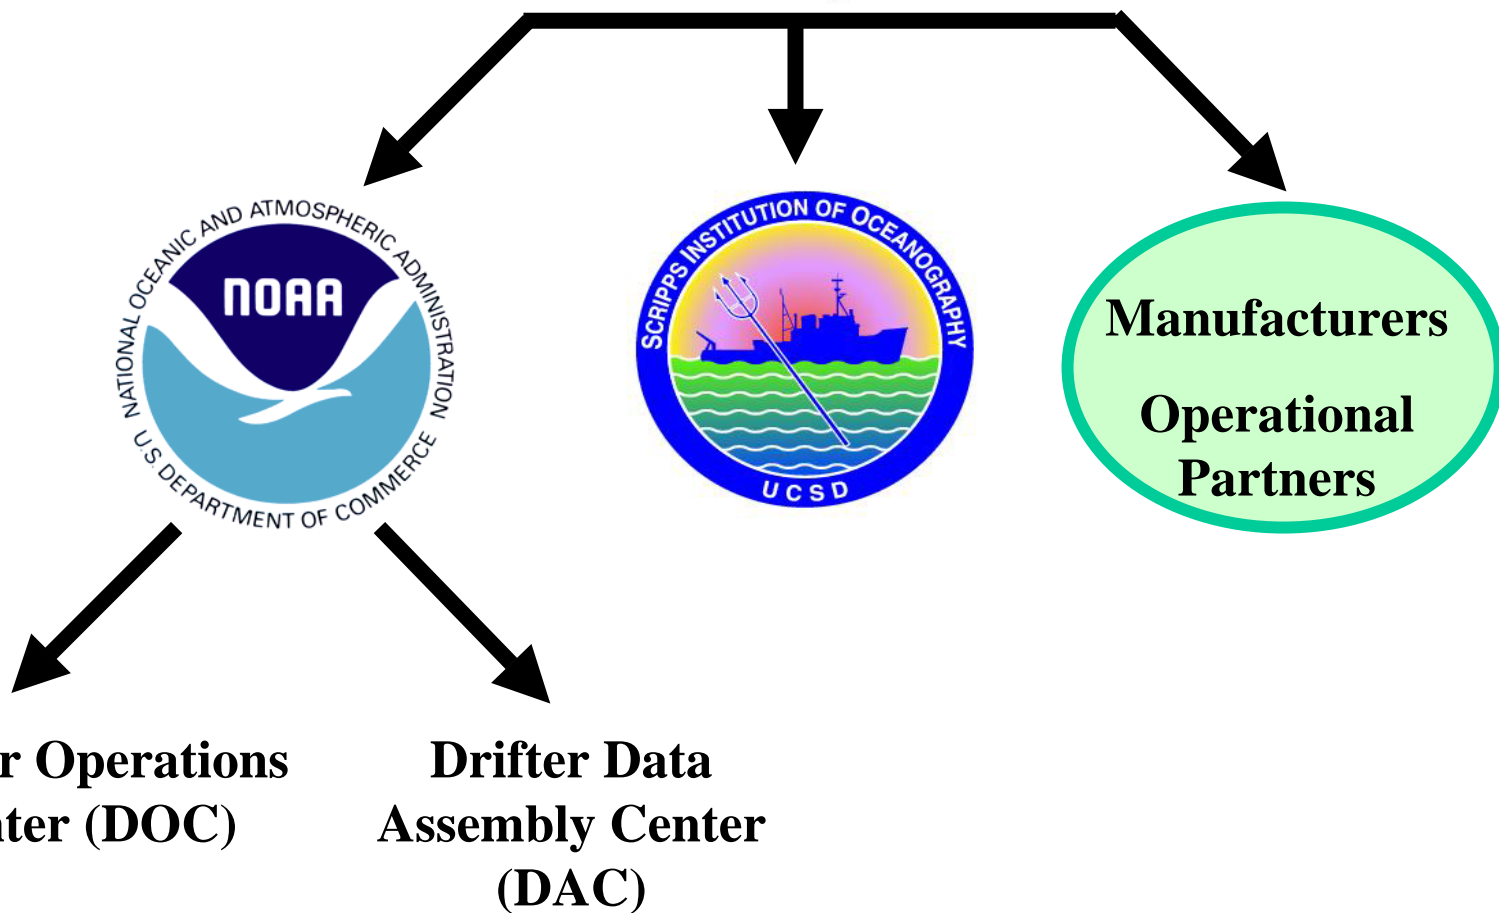 NATIONAL OCEANIC AND ATMOSPHERIC ADMINISTRATION
U.S. DEPARTMENT OF COMMERCE
NOAA
SCRIPPS INSTITUTION OF OCEANOGRAPHY
UCSD
Manufacturers
Operational
Partners
r Operations
nter (DOC)
Drifter Data
Assembly Center
(DAC)